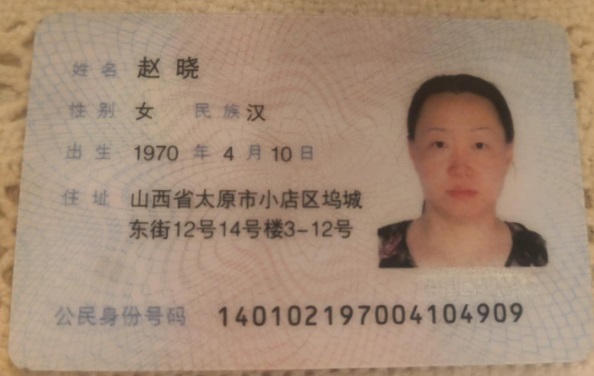 姓名 赵晓
性别 女 民族 汉
出生 1970 年 4 月 10 日
住址 山西省太原市小店区坞城
东街12号14号楼3-12号
公民身份号码 140102197004104909